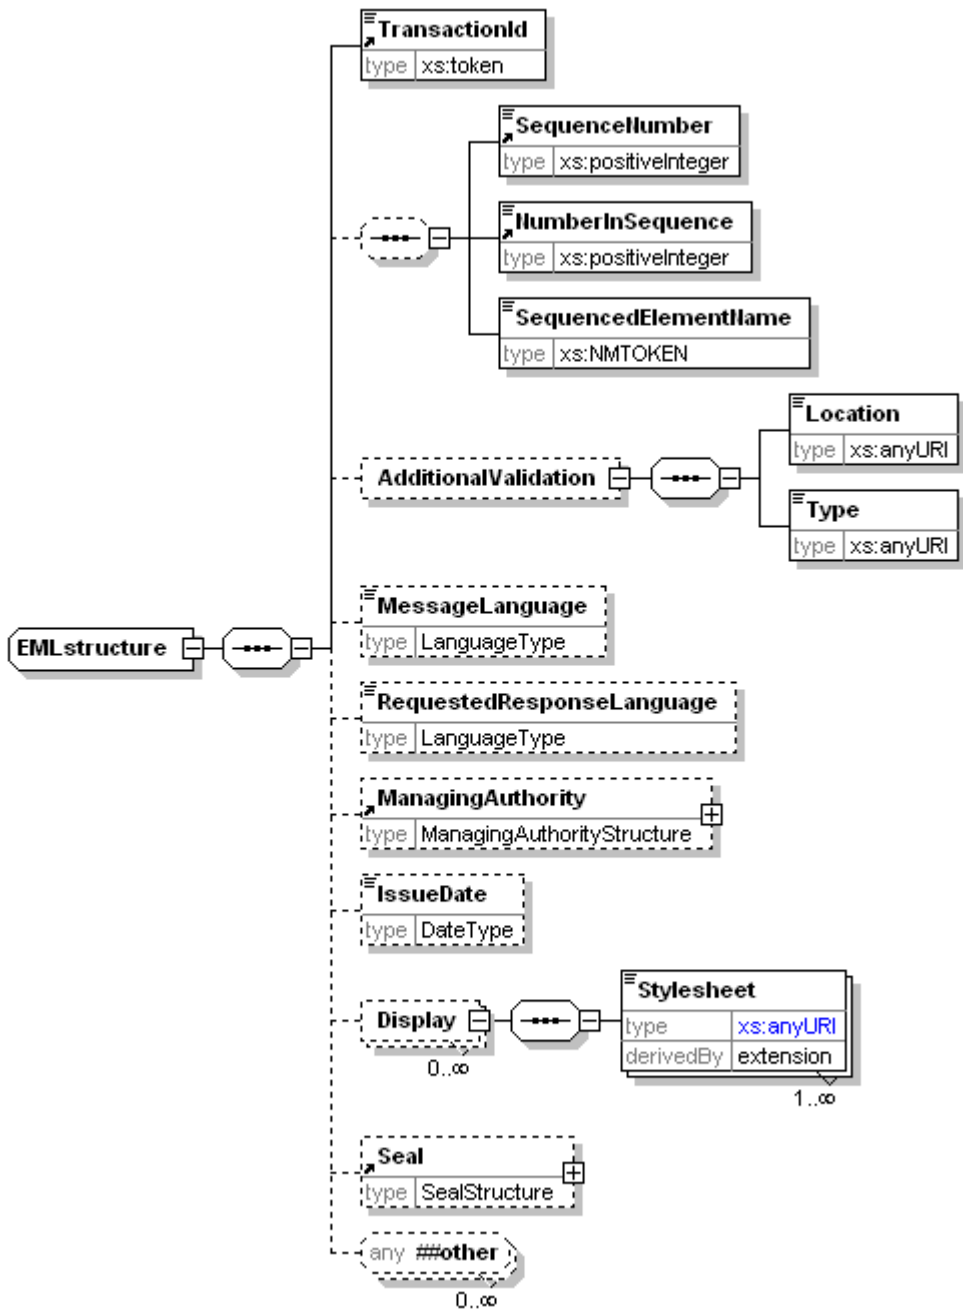 TransactionId
type xs:token
SequenceNumber
type xs:positiveInteger
NumberInSequence
type xs:positiveInteger
SequencedElementName
type xs:NMTOKEN
Location
type xs:anyURI
AdditionalValidation
Type
type xs:anyURI
MessageLanguage
type LanguageType
EMLstructure
RequestedResponseLanguage
type LanguageType
ManagingAuthority
type ManagingAuthorityStructure
IssueDate
type DateType
Stylesheet
Display
type xs:anyURI
derivedBy extension
0..∞
1..∞
Seal
type SealStructure
any ##other
0..∞